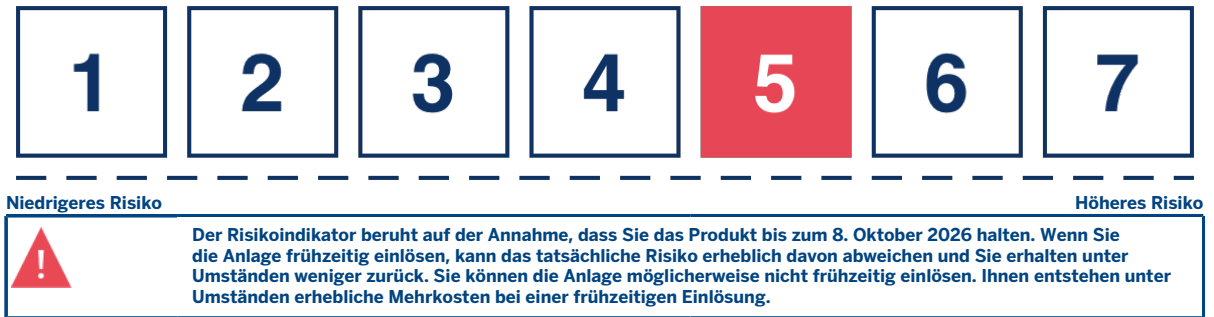 1 2 3 4 5 6 7
Niedrigeres Risiko Höheres Risiko
!
Der Risikoindikator beruht auf der Annahme, dass Sie das Produkt bis zum 8. Oktober 2026 halten. Wenn Sie
die Anlage frühzeitig einlösen, kann das tatsächliche Risiko erheblich davon abweichen und Sie erhalten unter
Umständen weniger zurück. Sie können die Anlage möglicherweise nicht frühzeitig einlösen. Ihnen entstehen unter
Umständen erhebliche Mehrkosten bei einer frühzeitigen Einlösung.